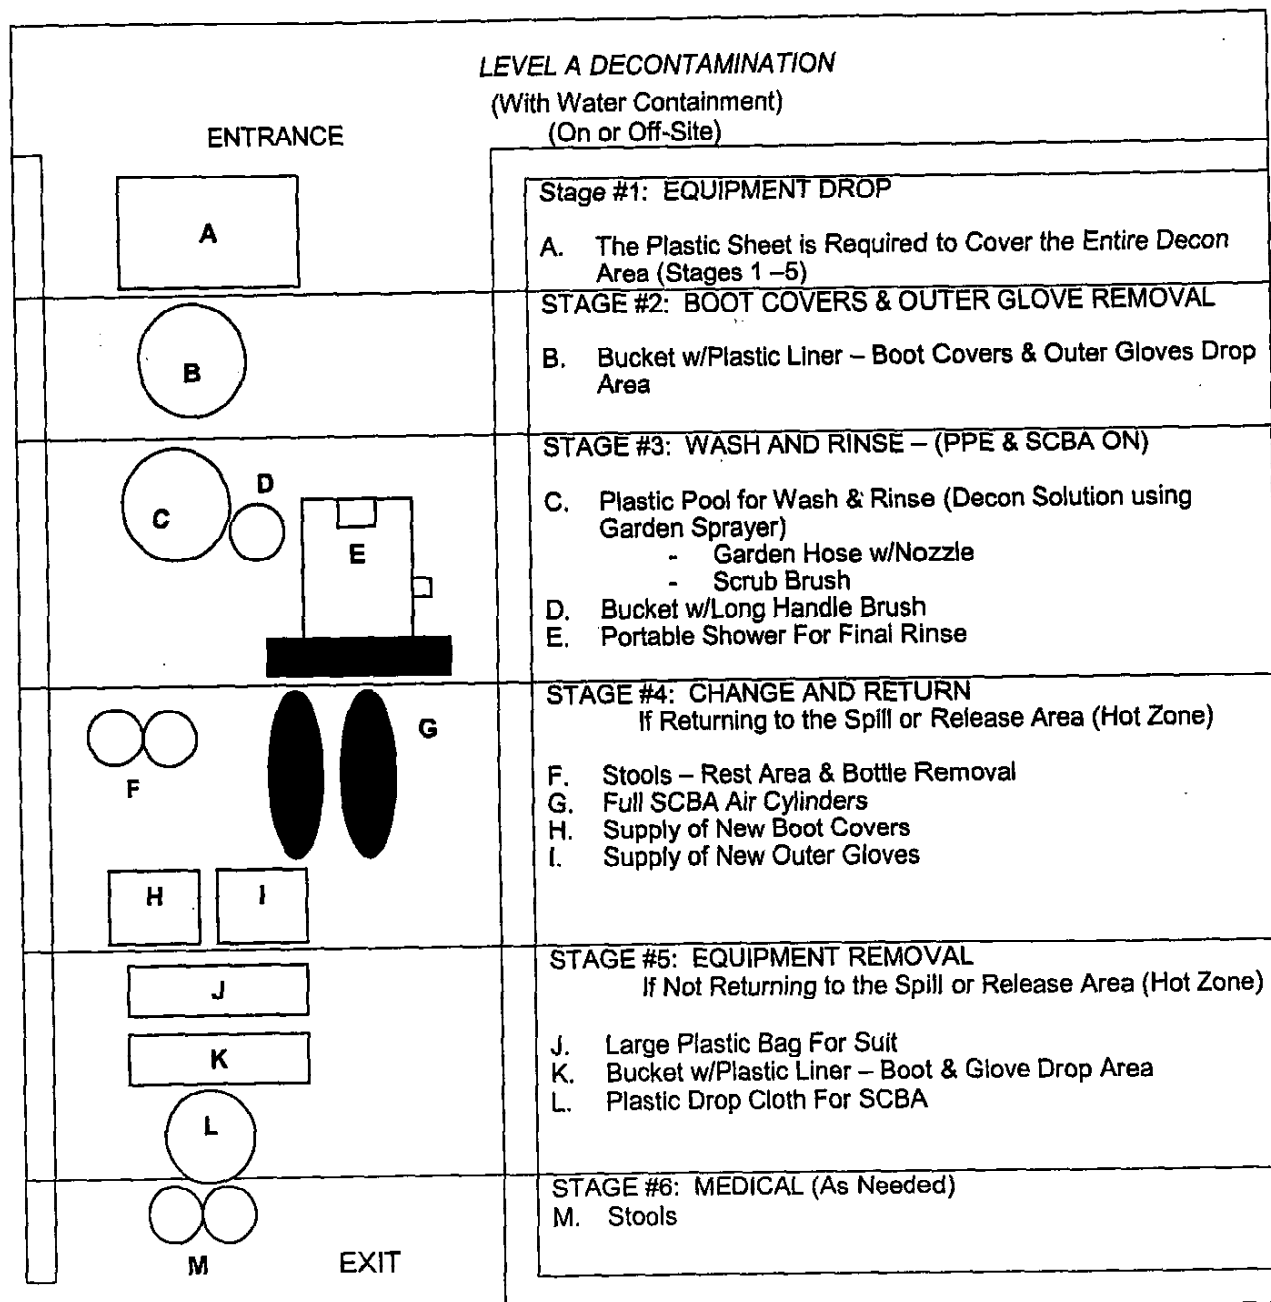 LEVEL A DECONTAMINATION
(With Water Containment)
(On or Off-Site)
ENTRANCE
A
Stage #1: EQUIPMENT DROP
A. The Plastic Sheet is Required to Cover the Entire Decon
Area (Stages 1 –5)
B
STAGE #2: BOOT COVERS & OUTER GLOVE REMOVAL
B. Bucket w/Plastic Liner – Boot Covers & Outer Gloves Drop
Area
C
D
E
STAGE #3: WASH AND RINSE – (PPE & SCBA ON)
C. Plastic Pool for Wash & Rinse (Decon Solution using
Garden Sprayer)
- Garden Hose w/Nozzle
- Scrub Brush
D. Bucket w/Long Handle Brush
E. Portable Shower For Final Rinse
F
G
H
I
STAGE #4: CHANGE AND RETURN
If Returning to the Spill or Release Area (Hot Zone)
F. Stools – Rest Area & Bottle Removal
G. Full SCBA Air Cylinders
H. Supply of New Boot Covers
I. Supply of New Outer Gloves
J
K
L
STAGE #5: EQUIPMENT REMOVAL
If Not Returning to the Spill or Release Area (Hot Zone)
J. Large Plastic Bag For Suit
K. Bucket w/Plastic Liner – Boot & Glove Drop Area
L. Plastic Drop Cloth For SCBA
M
EXIT
STAGE #6: MEDICAL (As Needed)
M. Stools